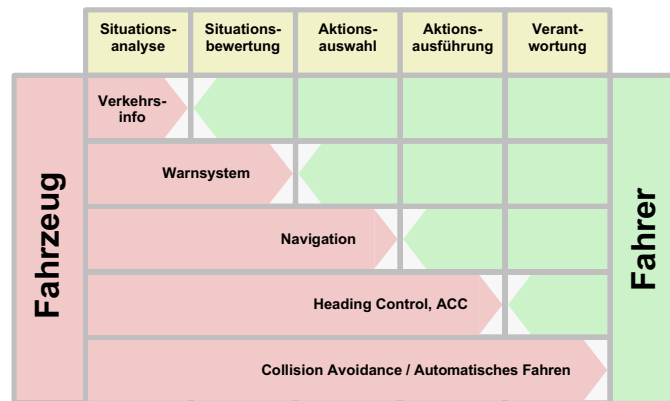 Situations-
analyse
Situations-
bewertung
Aktions-
auswahl
Aktions-
ausführung
Verant-
wortung
Fahrzeug
Verkehrs-
info
Warnsystem
Navigation
Heading Control, ACC
Collision Avoidance / Automatisches Fahren
Fahrer